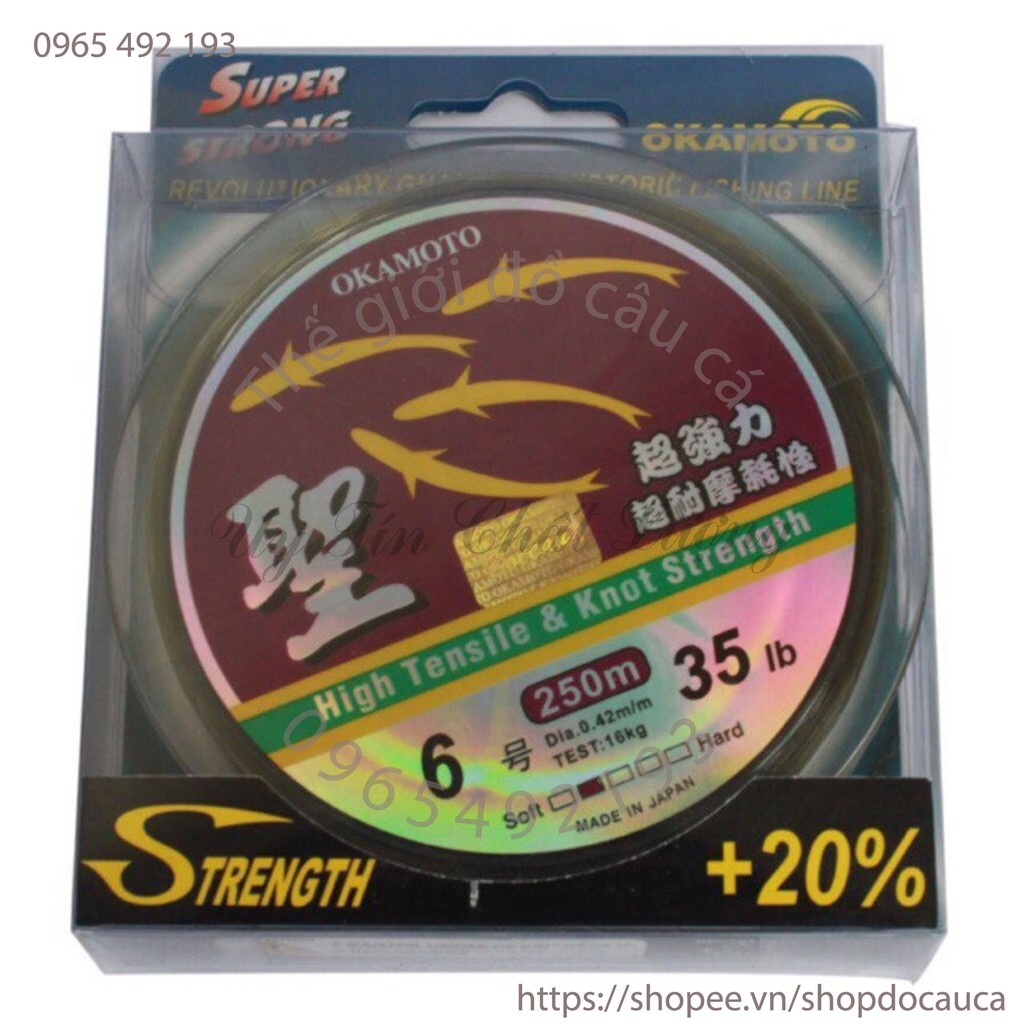 0965 492 193
SUPER
STRONG
OKAMOTO
REVOLUTIONARY FISHING LINE
OKAMOTO
Thế giới đồ câu cá
超強力
超耐摩耗性
聖
Uy Tín Chất Lượng
High Tensile & Knot Strength
250m
35 lb
6 号
Dia.0.42m/m
TEST:16kg
Soft Hard
MADE IN JAPAN
0965492193
STRENGTH
+20%
https://shopee.vn/shopdocauca